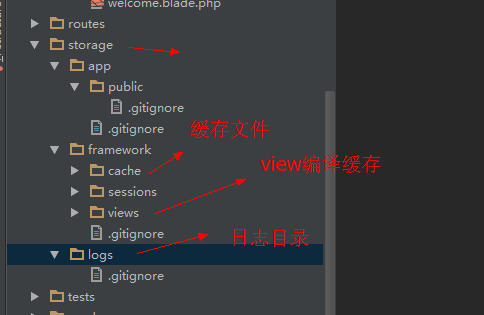 welcome.blade.php
routes
storage
app
public
.gitignore
.gitignore
缓存文件
framework
view编译缓存
cache
sessions
views
.gitignore
日志目录
logs
.gitignore
tests